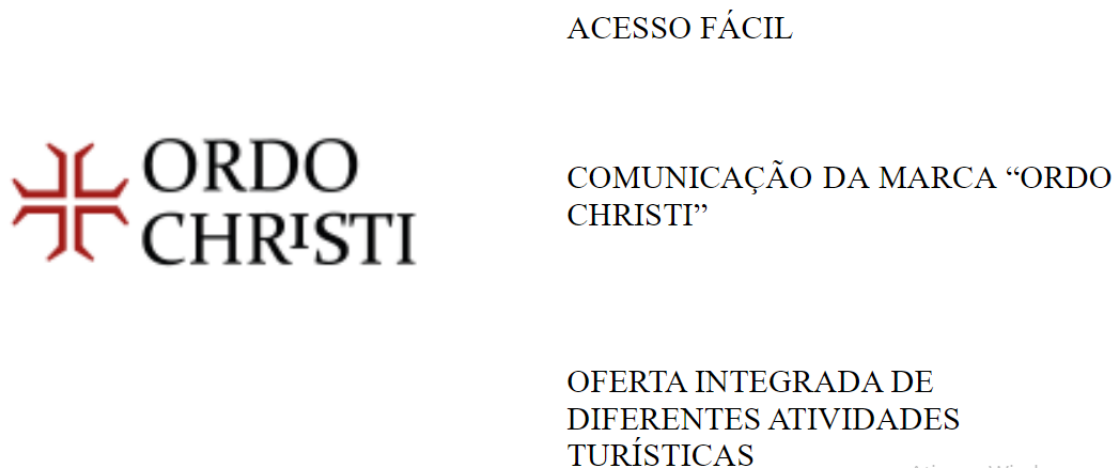 ACESSO FÁCIL
ORDO
CHRISTI
COMUNICAÇÃO DA MARCA “ORDO
CHRISTI”
OFERTA INTEGRADA DE
DIFERENTES ATIVIDADES
TURÍSTICAS